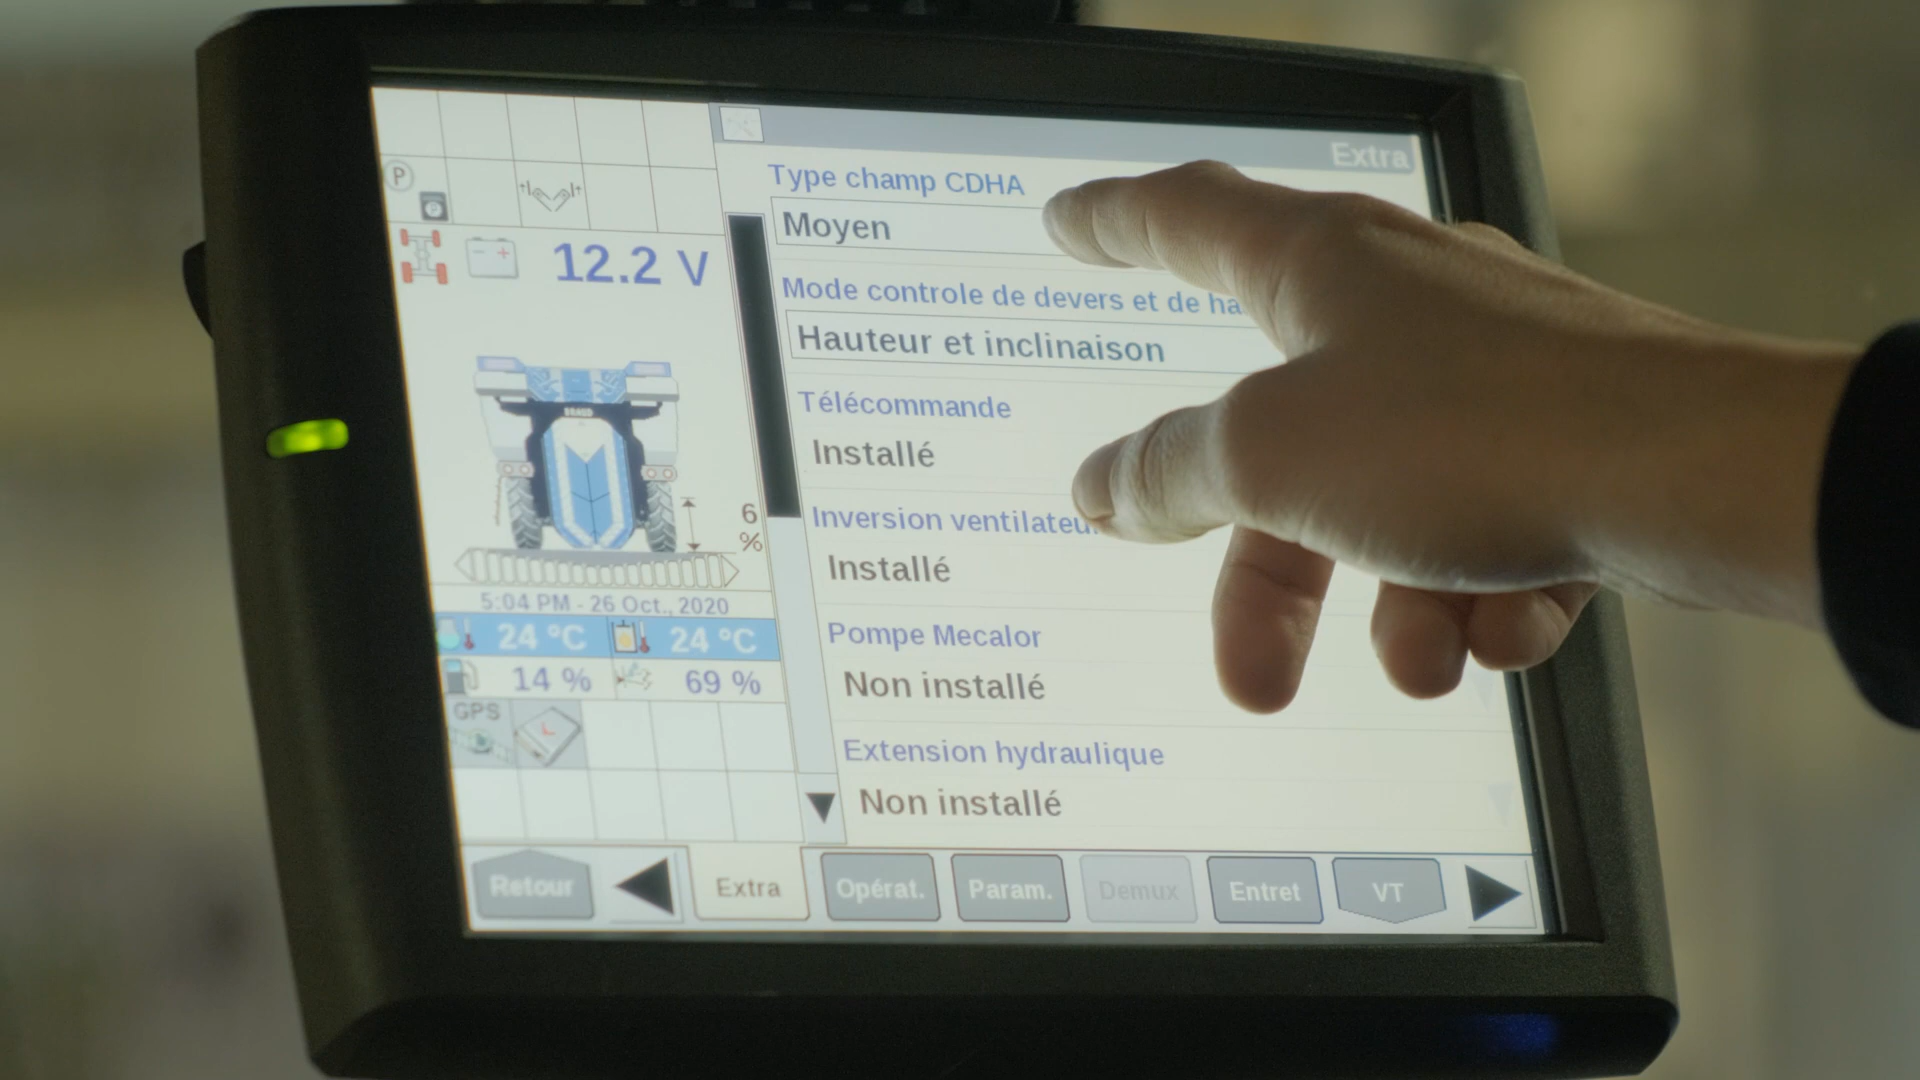 Extra
P
12.2 V
BRAUD
6
%
5:04 PM - 26 Oct., 2020
24 °C 24 °C
14 % 69 %
GPS
Type champ CDHA
Moyen
Mode controle de devers et de
Hauteur et inclinaison
Télécommande
Installé
Inversion
Installé
Pompe Mecalor
Non installé
Extension hydraulique
Non installé
Retour Extra Opérat. Param. Demux Entret VT